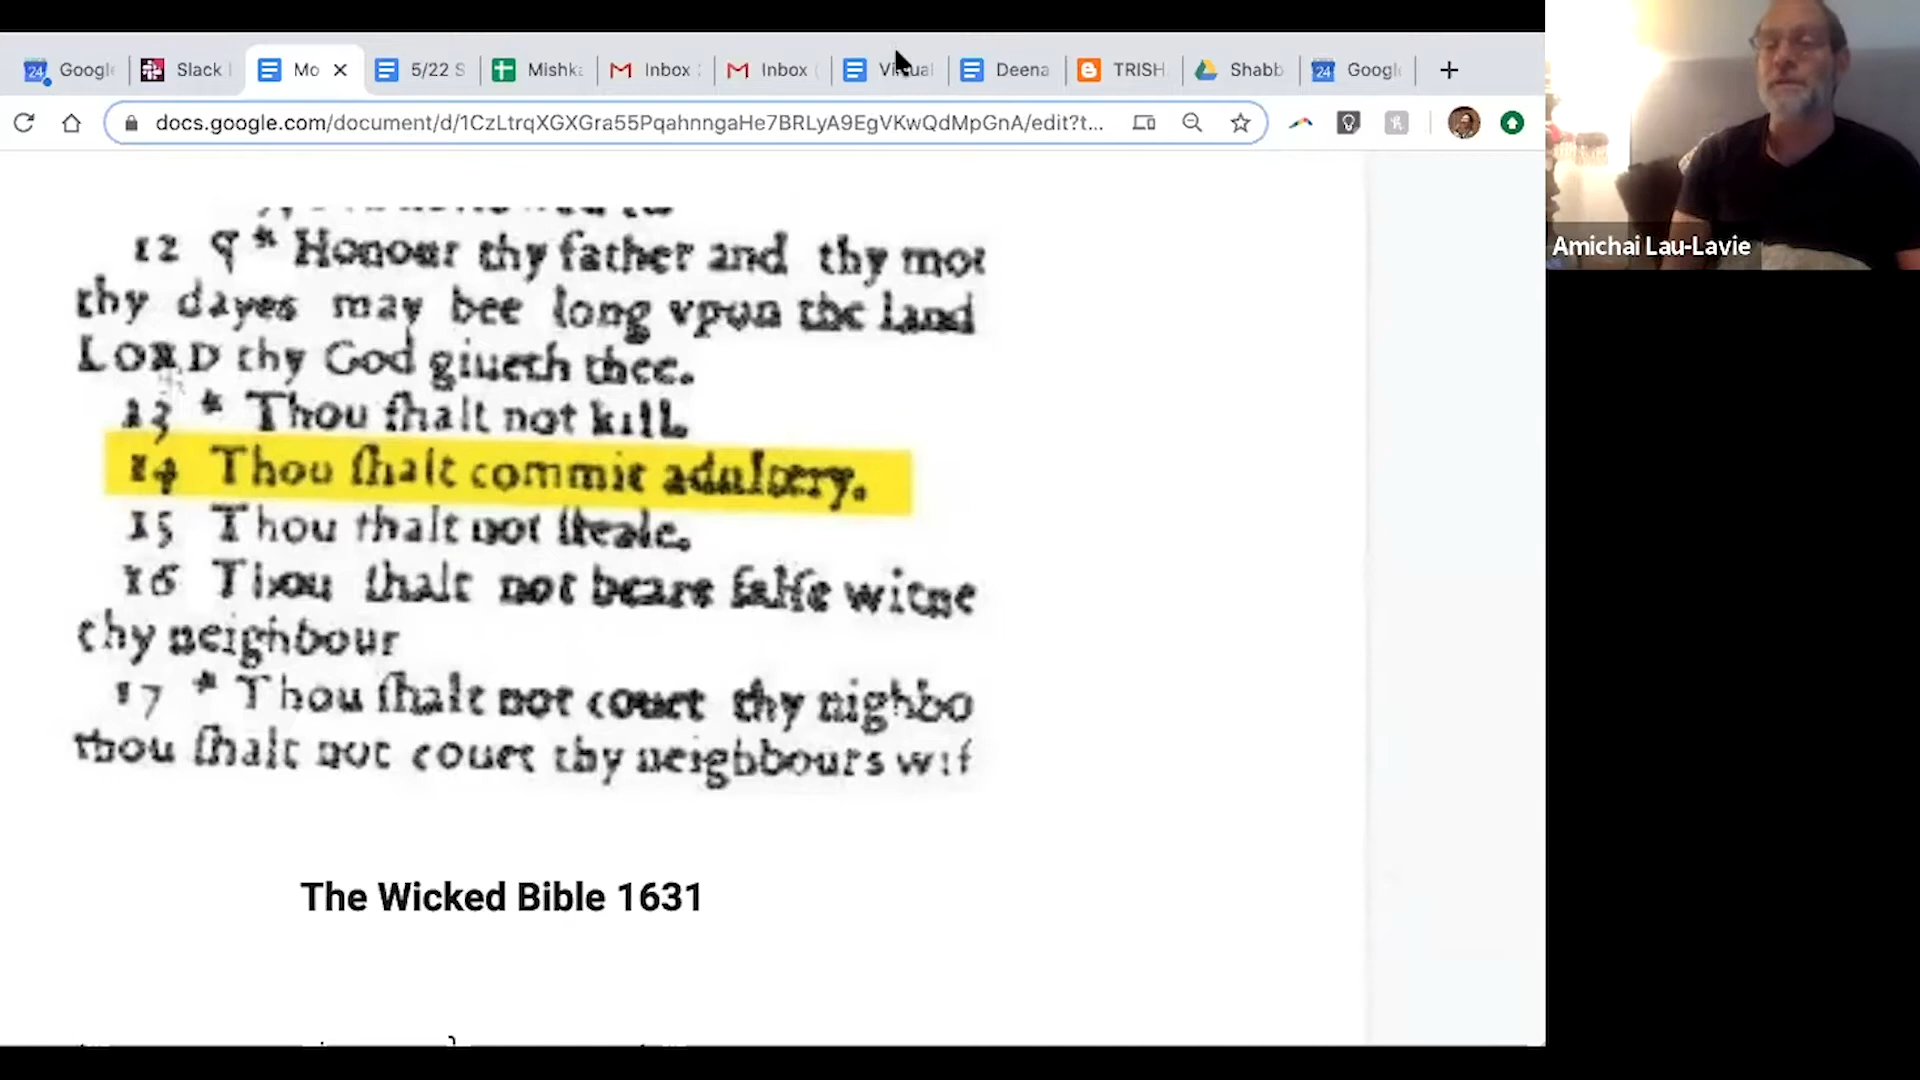 Google
Slack
Mo
5/22 S
Mishka
Inbox
Inbox
Virtual
Deena
TRISH
Shabb
Google
docs.google.com/document/d/1CzLtrqXGXGra55PqahnngaHe7BRLyA9EgVKwQdMpGnA/edit?t...
12 ¶ * Honour thy father and thy mot
thy dayes may bee long vpon the land
LORD thy God giueth thee.
13 * Thou ſhalt not kill.
14 Thou ſhalt commit adultery.
15 Thou ſhalt not ſteale.
16 Thou ſhalt not beare falſe witne
thy neighbour
17 * Thou ſhalt not couet thy nighbo
thou ſhalt not couet thy neighbours wif
The Wicked Bible 1631
Amichai Lau-Lavie